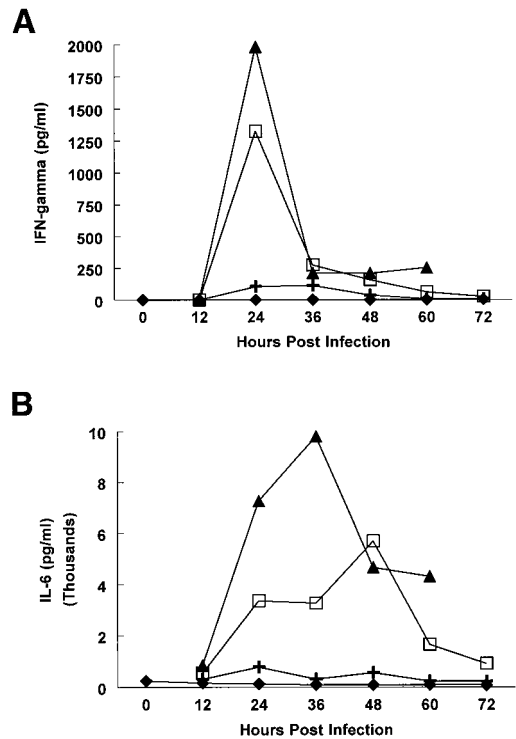 A
2000
1750
1500
1250
1000
750
500
250
0
IFN-gamma (pg/ml)
0 12 24 36 48 60 72
Hours Post Infection
B
10
8
6
4
2
0
IL-6 (pg/ml)
(Thousands)
0 12 24 36 48 60 72
Hours Post Infection